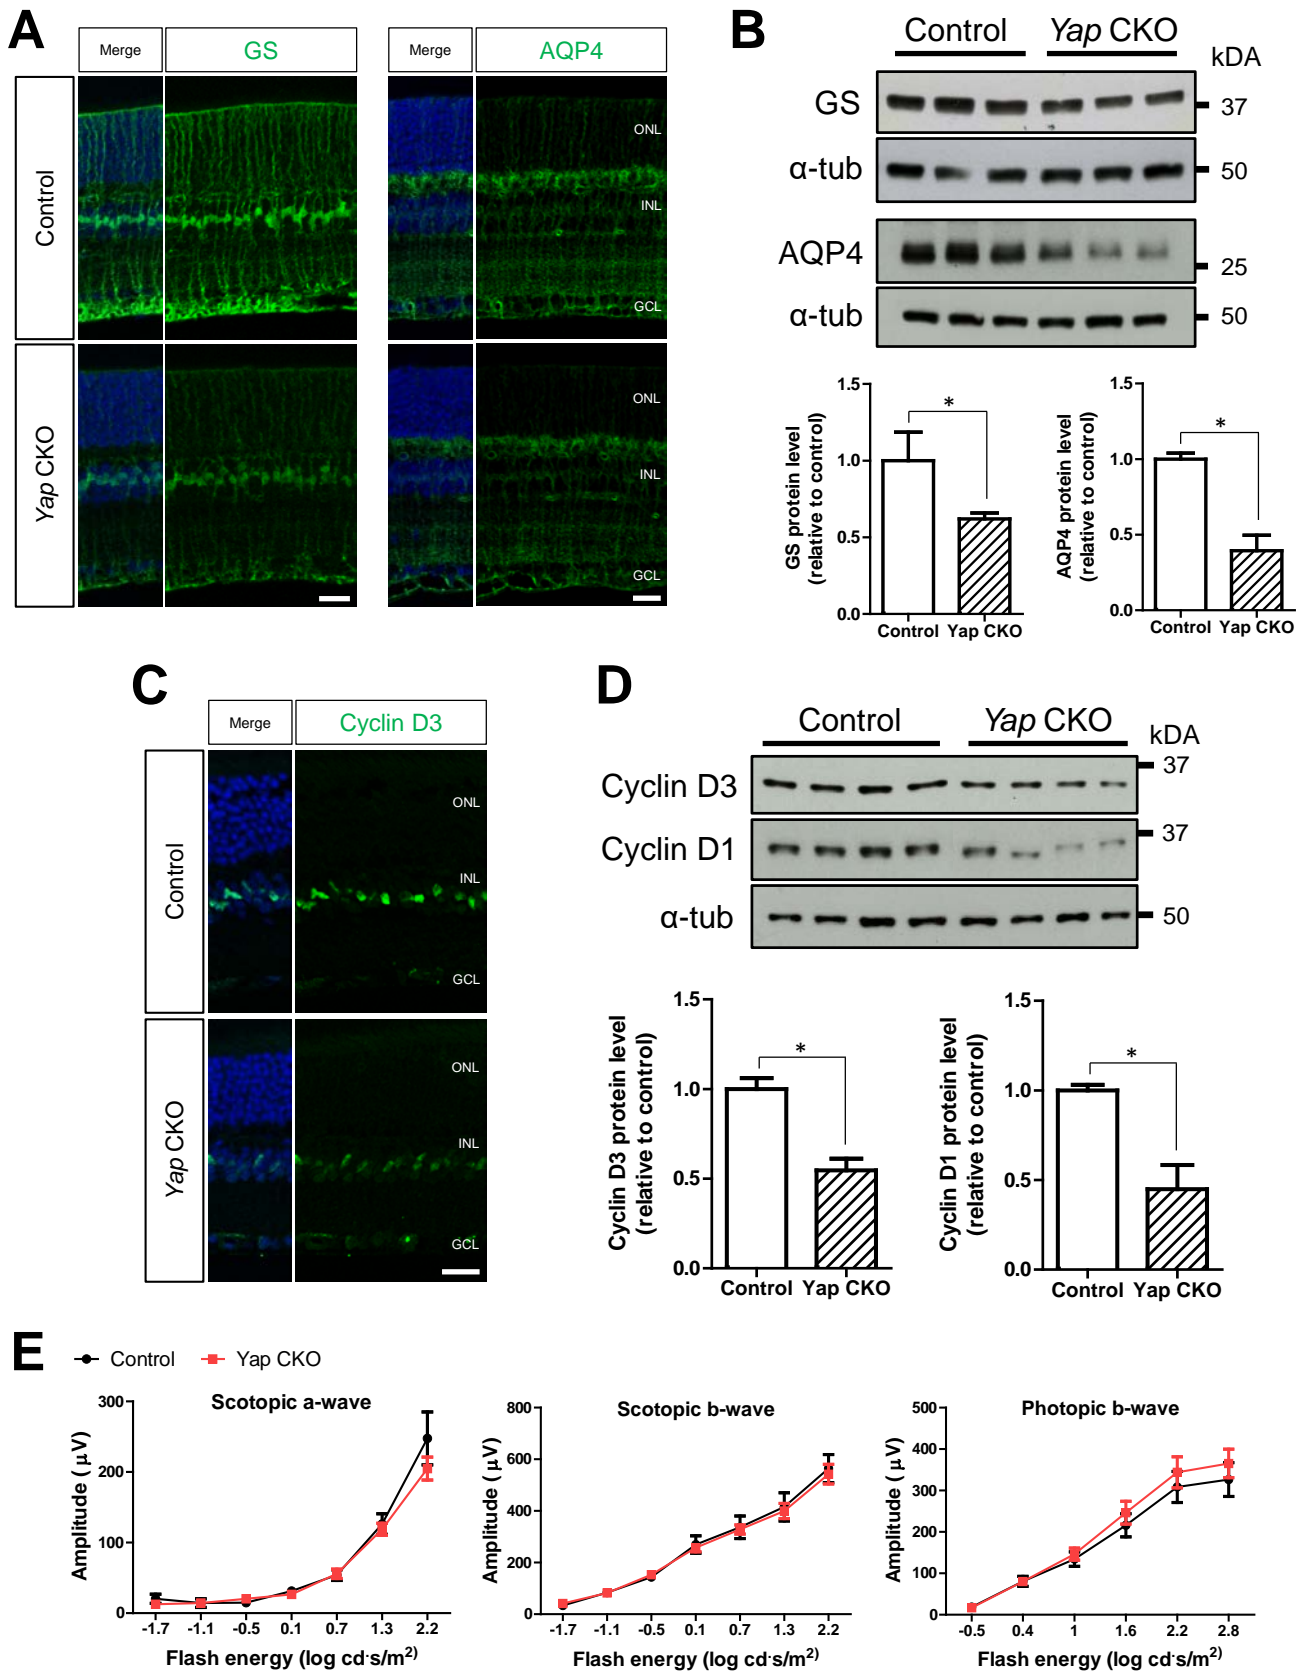 A
Merge
GS
Merge
AQP4
Control
ONL
INL
GCL
Yap CKO
ONL
INL
GCL
B
Control
Yap CKO
kDA
GS
37
α-tub
50
AQP4
25
α-tub
50
GS protein level
(relative to control)
1.5
1.0
0.5
0.0
*
Control
Yap CKO
AQP4 protein level
(relative to control)
1.5
1.0
0.5
0.0
*
Control
Yap CKO
C
Merge
Cyclin D3
Control
ONL
INL
GCL
Yap CKO
ONL
INL
GCL
D
Control
Yap CKO
kDA
Cyclin D3
37
Cyclin D1
37
α-tub
50
Cyclin D3 protein level
(relative to control)
1.5
1.0
0.5
0.0
*
Control
Yap CKO
Cyclin D1 protein level
(relative to control)
1.5
1.0
0.5
0.0
*
Control
Yap CKO
E
Control
Yap CKO
Scotopic a-wave
Amplitude ( µV)
300
200
100
0
-1.7 -1.1 -0.5 0.1 0.7 1.3 2.2
Flash energy (log cd·s/m²)
Scotopic b-wave
Amplitude ( µV)
800
600
400
200
0
-1.7 -1.1 -0.5 0.1 0.7 1.3 2.2
Flash energy (log cd·s/m²)
Photopic b-wave
Amplitude ( µV)
500
400
300
200
100
0
-0.5 0.4 1 1.6 2.2 2.8
Flash energy (log cd·s/m²)